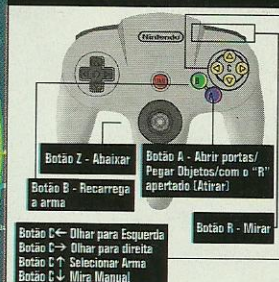 Nintendo
B
C
A
Botão Z - Abaixar
Botão B - Recarrega
a arma
Botão A - Abrir portas/
Pegar Objetos/com o "R"
apertado (Atirar)
Botão R - Mirar
Botão C← Olhar para Esquerda
Botão C→ Olhar para direita
Botão C↑ Selecionar Arma
Botão C↓ Mira Manual